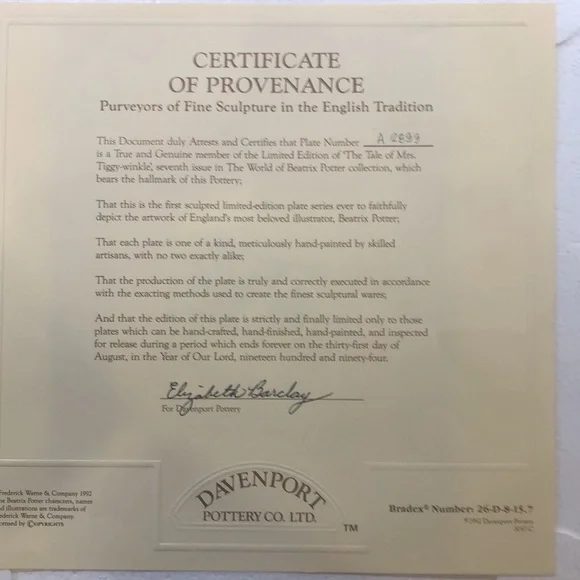 CERTIFICATE
OF PROVENANCE
Purveyors of Fine Sculpture in the English Tradition
This Document duly Attests and Certifies that Plate Number A 2899
is a True and Genuine member of the Limited Edition of 'The Tale of Mrs.
Tiggy-winkle', seventh issue in The World of Beatrix Potter collection, which
bears the hallmark of this Pottery;
That this is the first sculpted limited-edition plate series ever to faithfully
depict the artwork of England's most beloved illustrator, Beatrix Potter;
That each plate is one of a kind, meticulously hand-painted by skilled
artisans, with no two exactly alike;
That the production of the plate is truly and correctly executed in accordance
with the exacting methods used to create the finest sculptural wares;
And that the edition of this plate is strictly and finally limited only to those
plates which can be hand-crafted, hand-finished, hand-painted, and inspected
for release during a period which ends forever on the thirty-first day of
August, in the Year of Our Lord, nineteen hundred and ninety-four.
Elizabeth Barclay
For Davenport Pottery
Frederick Warne & Company 1992
Beatrix Potter characters, names
illustrations are trademarks of
Frederick Warne & Company.
by ©OPYRIGHTS
DAVENPORT
POTTERY CO. LTD.
TM
Bradex® Number: 26-D-8-15.7
©1992 Davenport Pottery